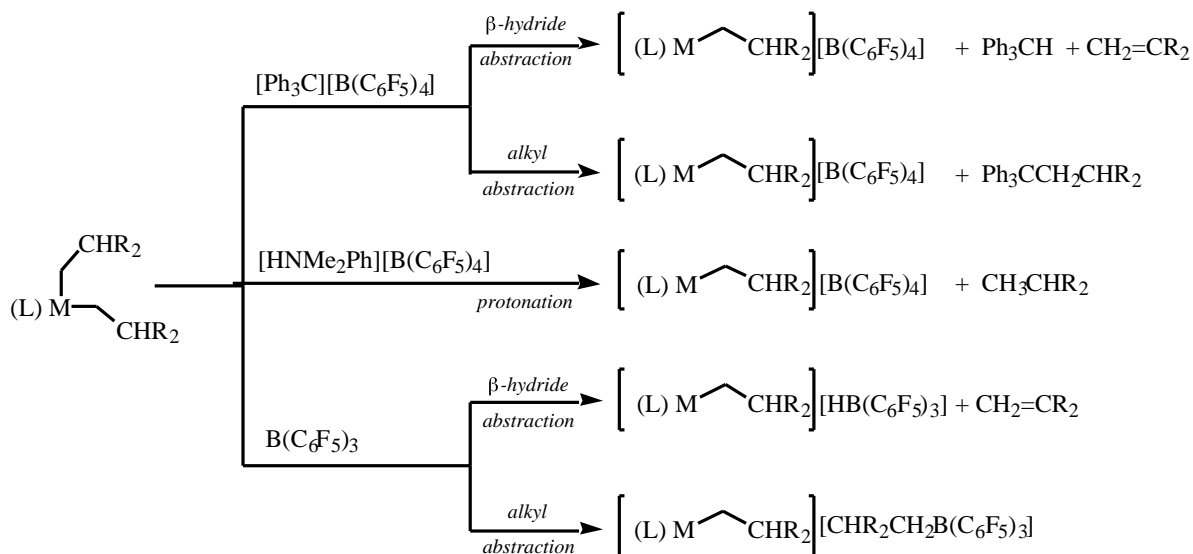 β-hydride
abstraction
(L) M CHR2 [B(C6F5)4] + Ph3CH + CH2=CR2
[Ph3C][B(C6F5)4]
alkyl
abstraction
(L) M CHR2 [B(C6F5)4] + Ph3CCH2CHR2
CHR2
(L) M
CHR2
[HNMe2Ph][B(C6F5)4]
protonation
(L) M CHR2 [B(C6F5)4] + CH3CHR2
β-hydride
abstraction
(L) M CHR2 [HB(C6F5)3] + CH2=CR2
B(C6F5)3
alkyl
abstraction
(L) M CHR2 [CHR2CH2B(C6F5)3]